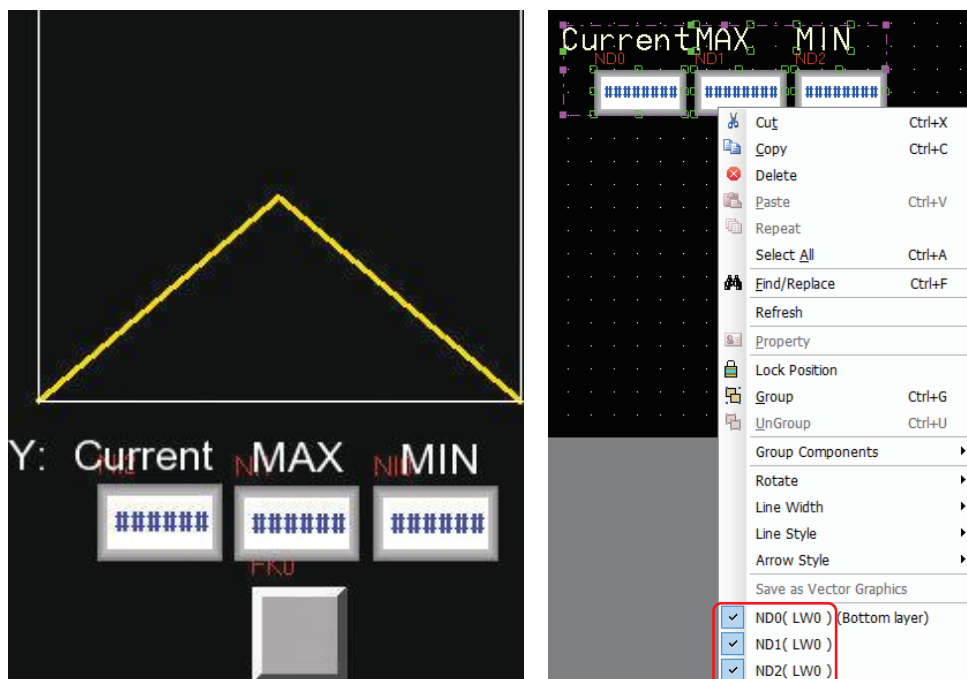 Y: Current MAX MIN
NI2
NI0
######
######
######
FK0
CurrentMAX MIN
ND0 ND1 ND2
######## ######## ########
Cut Ctrl+X
Copy Ctrl+C
Delete
Paste Ctrl+V
Repeat
Select All Ctrl+A
Find/Replace Ctrl+F
Refresh
Property
Lock Position
Group Ctrl+G
UnGroup Ctrl+U
Group Components
Rotate
Line Width
Line Style
Arrow Style
Save as Vector Graphics
ND0( LW0 ) (Bottom layer)
ND1( LW0 )
ND2( LW0 )